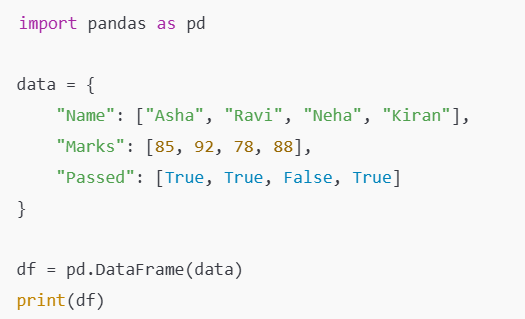 import pandas as pd

data = {
    "Name": ["Asha", "Ravi", "Neha", "Kiran"],
    "Marks": [85, 92, 78, 88],
    "Passed": [True, True, False, True]
}

df = pd.DataFrame(data)
print(df)